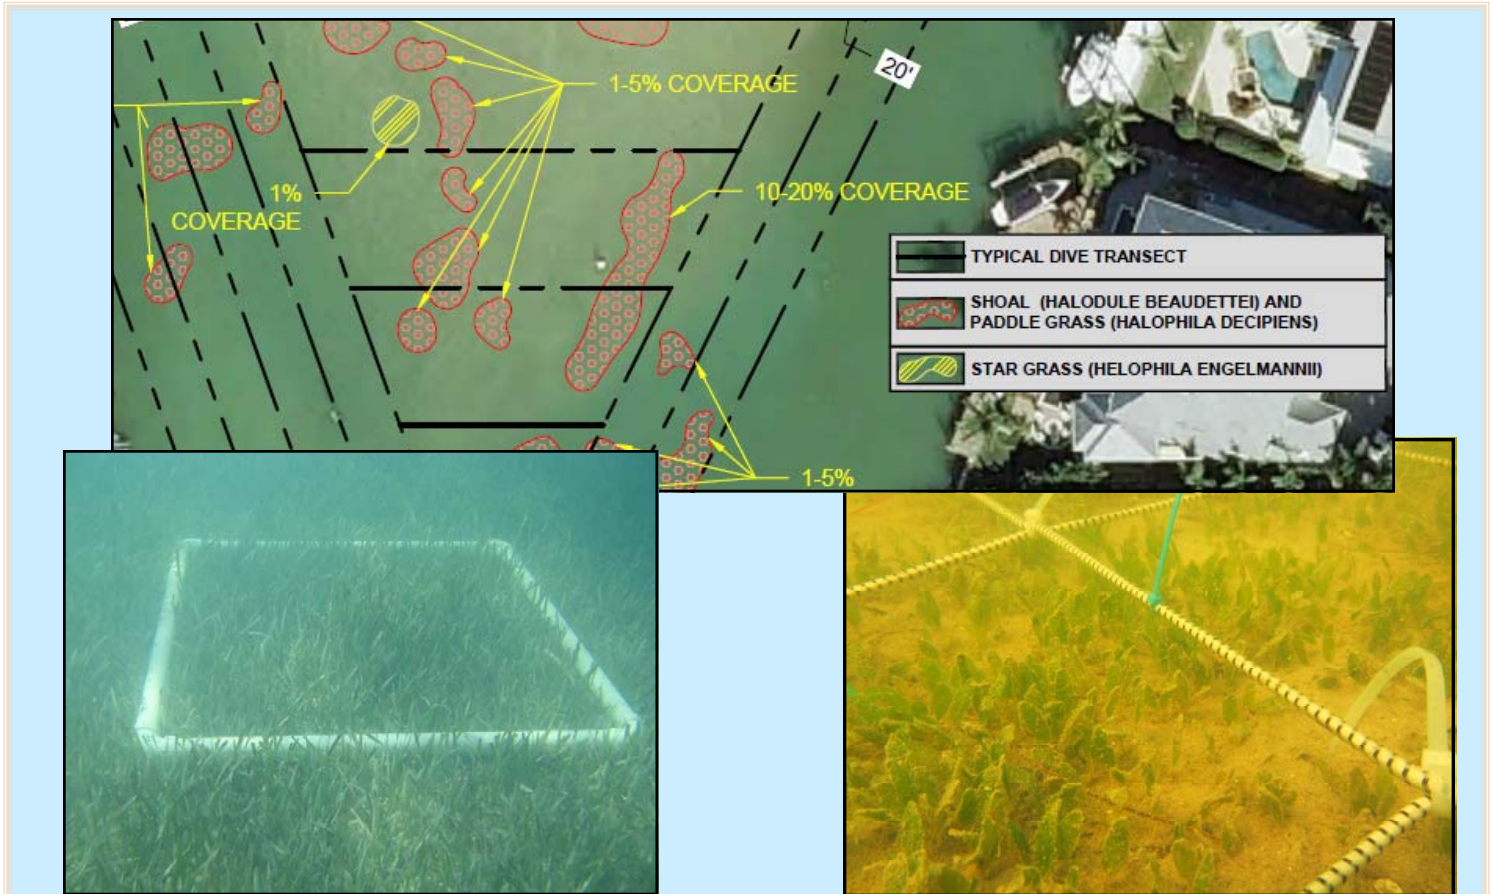 20'
1-5% COVERAGE
1%
COVERAGE
10-20% COVERAGE
TYPICAL DIVE TRANSECT
SHOAL (HALODULE BEAUDETTEI) AND
PADDLE GRASS (HALOPHILA DECIPIENS)
STAR GRASS (HELOPHILA ENGELMANNII)
1-5%